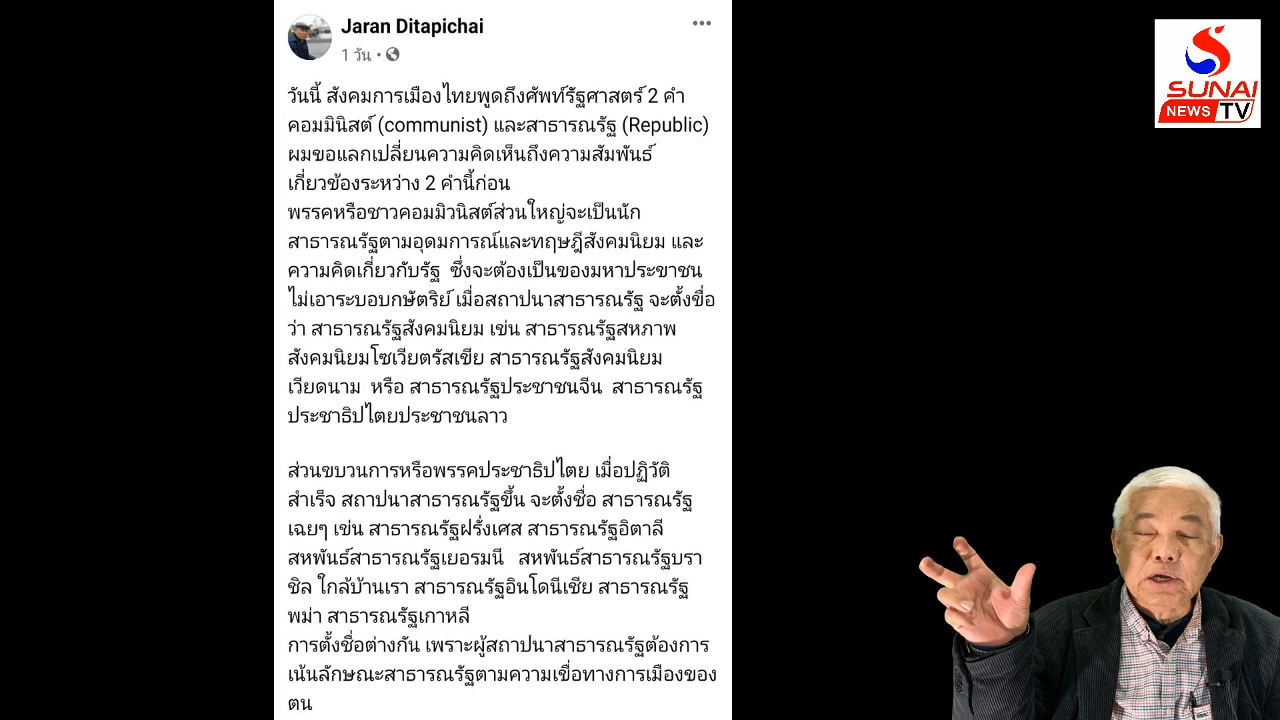 Jaran Ditapichai
1 วัน
วันนี้ สังคมการเมืองไทยพูดถึงศัพท์รัฐศาสตร์ 2 คำ
คอมมินิสต์ (communist) และสาธารณรัฐ (Republic)
ผมขอแลกเปลี่ยนความคิดเห็นถึงความสัมพันธ์
เกี่ยวข้องระหว่าง 2 คำนี้ก่อน
พรรคหรือชาวคอมมิวนิสต์ส่วนใหญ่จะเป็นนัก
สาธารณรัฐตามอุดมการณ์และทฤษฎีสังคมนิยม และ
ความคิดเกี่ยวกับรัฐ ซึ่งจะต้องเป็นของมหาประขาชน
ไม่เอาระบอบกษัตริย์ เมื่อสถาปนาสาธารณรัฐ จะตั้งขื่อ
ว่า สาธารณรัฐสังคมนิยม เข่น สาธารณรัฐสหภาพ
สังคมนิยมโซเวียตรัสเขีย สาธารณรัฐสังคมนิยม
เวียดนาม หรือ สาธารณรัฐประชาชนจีน สาธารณรัฐ
ประชาธิปไตยประชาชนลาว
ส่วนขบวนการหรือพรรคประชาธิปไตย เมื่อปฏิวัติ
สำเร็จ สถาปนาสาธารณรัฐขึ้น จะตั้งชื่อ สาธารณรัฐ
เฉยๆ เข่น สาธารณรัฐฝรั่งเศส สาธารณรัฐอิตาลี
สหพันธ์สาธารณรัฐเยอรมนี สหพันธ์สาธารณรัฐบรา
ซิล ใกล้บ้านเรา สาธารณรัฐอินโดนีเซีย สาธารณรัฐ
พม่า สาธารณรัฐเกาหลี
การตั้งชื่อต่างกัน เพราะผู้สถาปนาสาธารณรัฐต้องการ
เน้นลักษณะสาธารณรัฐตามความเขื่อทางการเมืองของ
ตน
SUNAI
NEWS TV